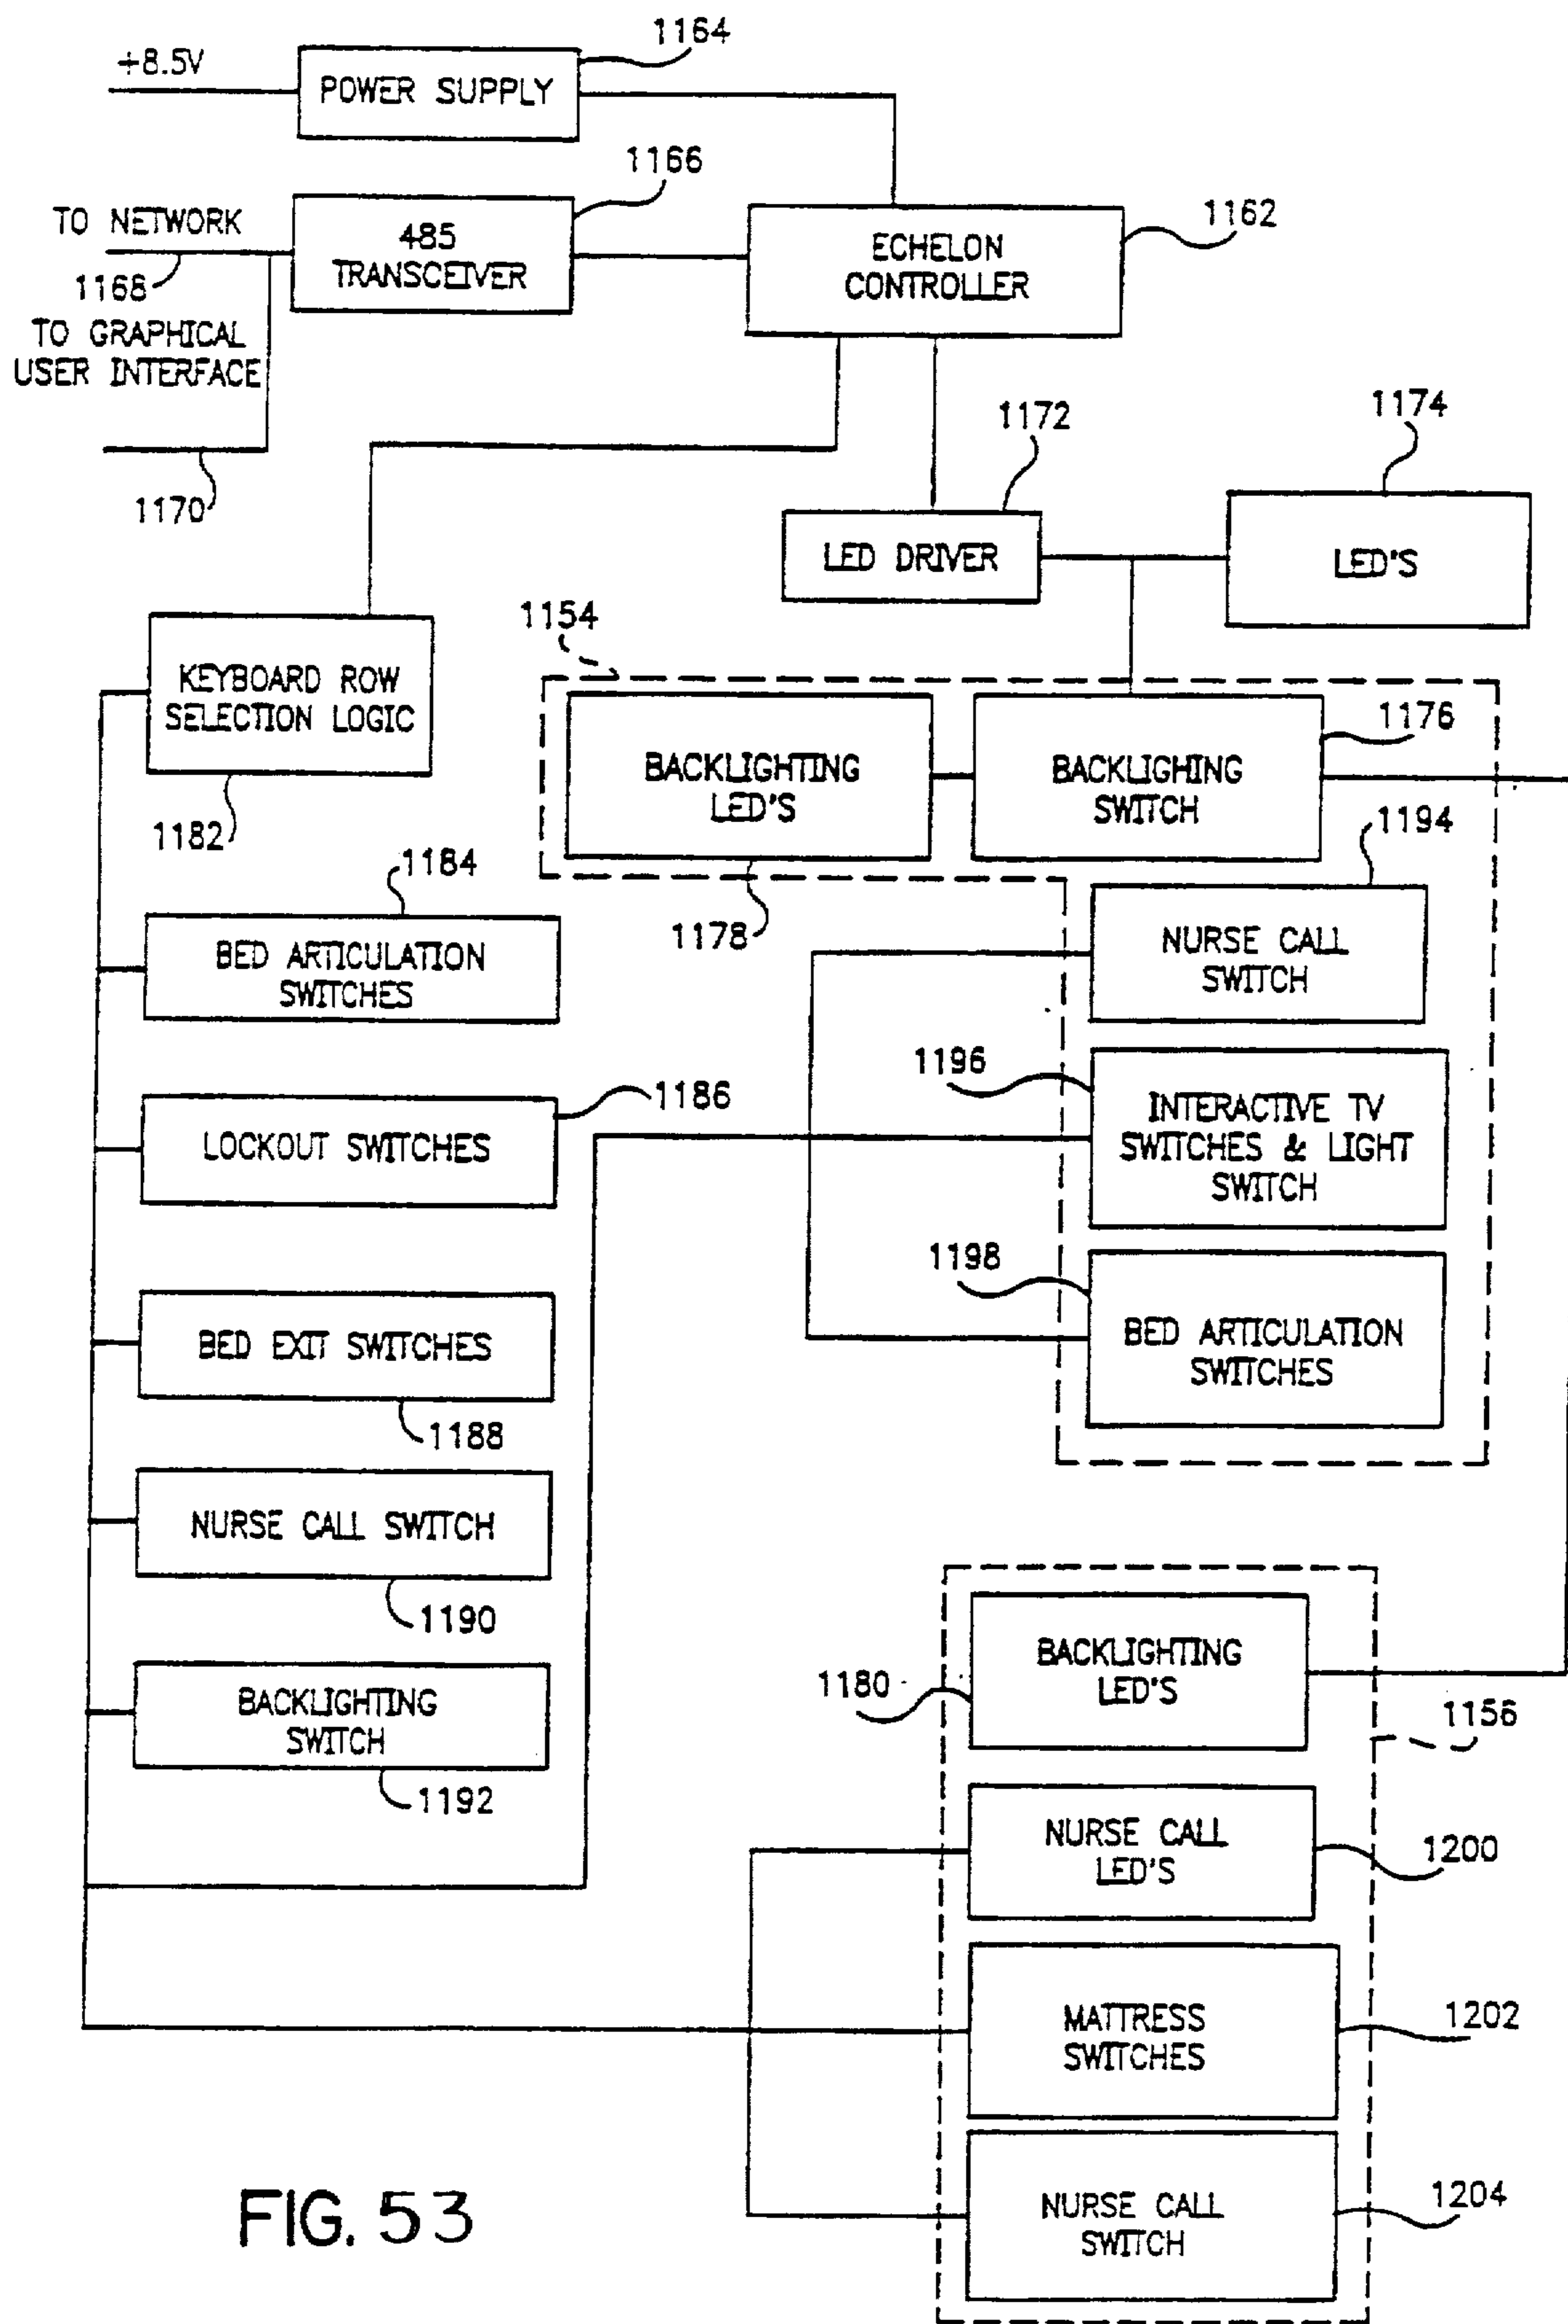 1164
+8.5V
POWER SUPPLY
1166
TO NETWORK
485
TRANSCEIVER
1162
ECHELON
CONTROLLER
1168
TO GRAPHICAL
USER INTERFACE
1170
1172
1174
LED DRIVER
LED'S
1154
KEYBOARD ROW
SELECTION LOGIC
1182
1176
BACKLIGHTING
LED'S
BACKLIGHING
SWITCH
1178
1194
NURSE CALL
SWITCH
1184
BED ARTICULATION
SWITCHES
1196
INTERACTIVE TV
SWITCHES & LIGHT
SWITCH
1186
LOCKOUT SWITCHES
1198
BED ARTICULATION
SWITCHES
BED EXIT SWITCHES
1188
NURSE CALL SWITCH
1190
BACKLIGHTING
SWITCH
1192
1180
BACKLIGHTING
LED'S
1156
NURSE CALL
LED'S
1200
MATTRESS
SWITCHES
1202
NURSE CALL
SWITCH
1204
FIG. 53